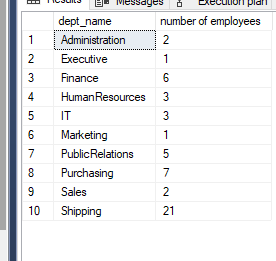 Results Messages Execution plan
dept_name number of employees
1 Administration 2
2 Executive 1
3 Finance 6
4 HumanResources 3
5 IT 3
6 Marketing 1
7 PublicRelations 5
8 Purchasing 7
9 Sales 2
10 Shipping 21